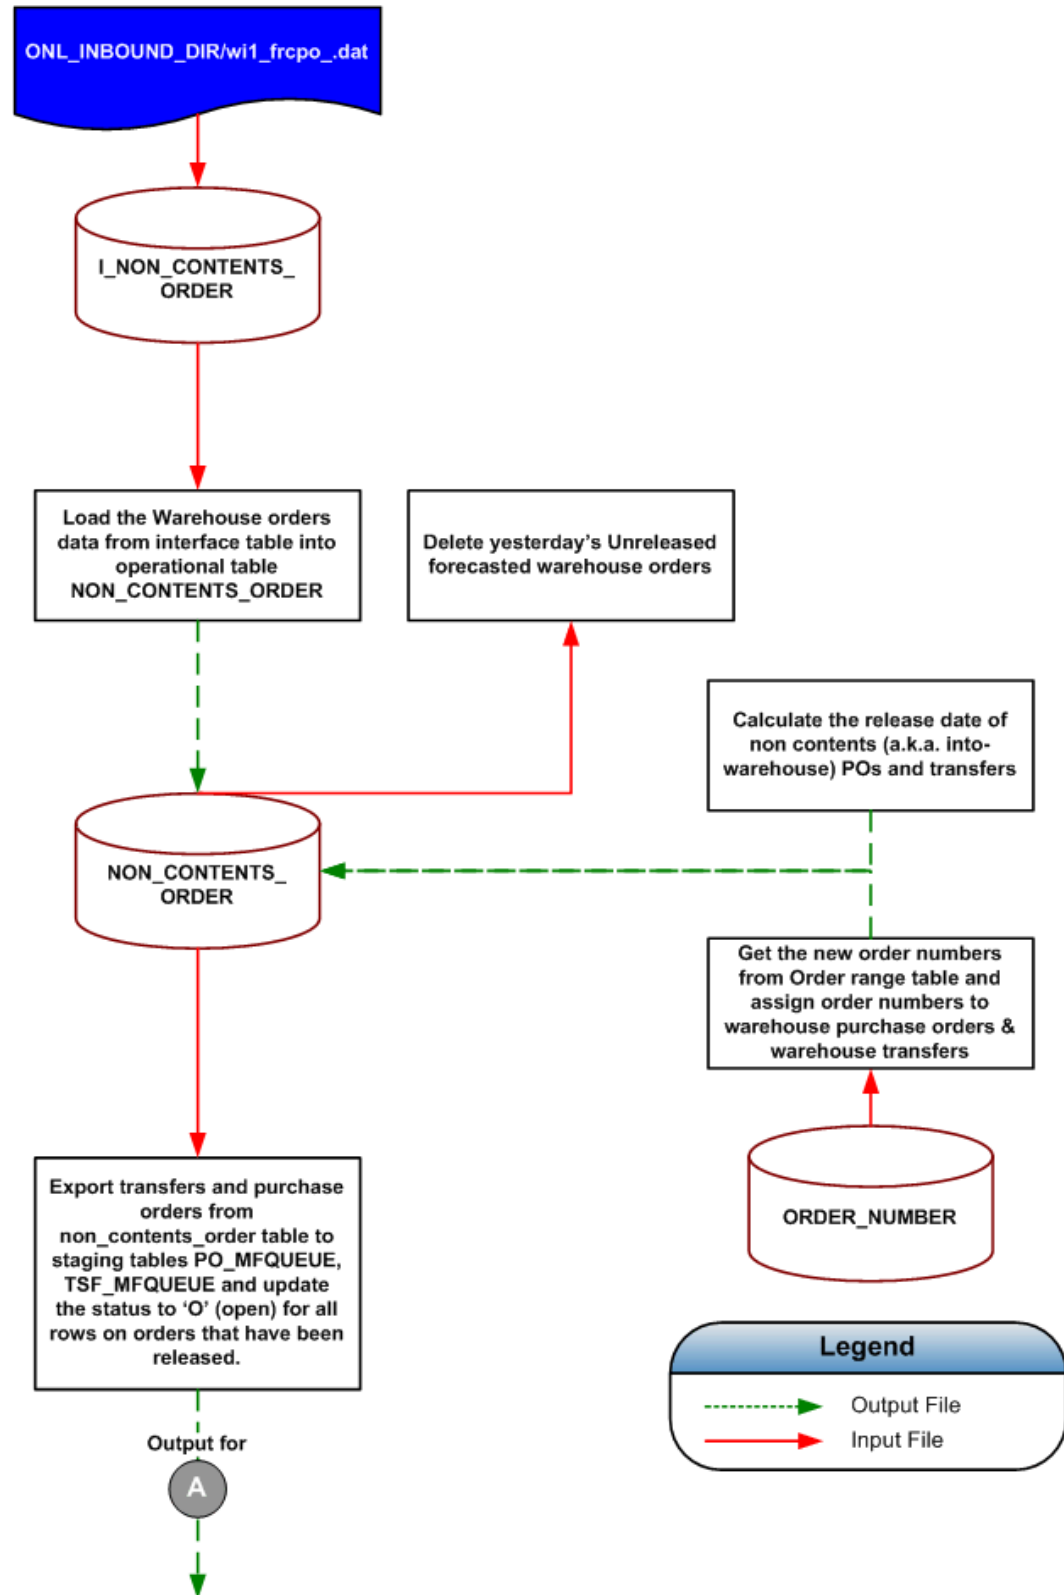 ONL_INBOUND_DIR/wi1_frcpo_.dat
I_NON_CONTENTS_
ORDER
Load the Warehouse orders
data from interface table into
operational table
NON_CONTENTS_ORDER
Delete yesterday's Unreleased
forecasted warehouse orders
Calculate the release date of
non contents (a.k.a. into-
warehouse) POs and transfers
NON_CONTENTS_
ORDER
Get the new order numbers
from Order range table and
assign order numbers to
warehouse purchase orders &
warehouse transfers
ORDER_NUMBER
Export transfers and purchase
orders from
non_contents_order table to
staging tables PO_MFQUEUE,
TSF_MFQUEUE and update
the status to ‘O’ (open) for all
rows on orders that have been
released.
Legend
Output File
Input File
Output for
A